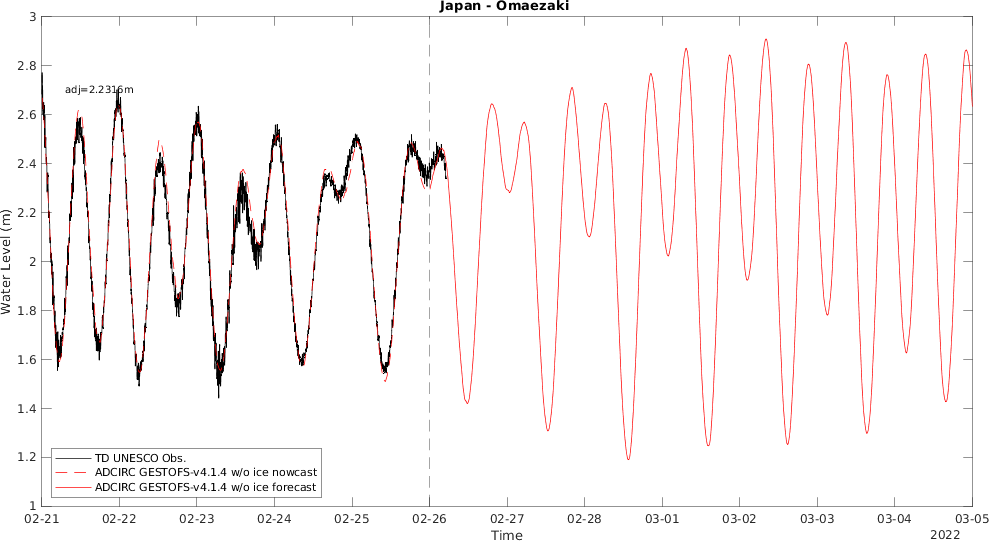 Japan - Omaezaki
3
2.8
2.6
2.4
2.2
2
1.8
1.6
1.4
1.2
1
Water Level (m)
adj=2.2316m
TD UNESCO Obs.
ADCIRC GESTOFS-v4.1.4 w/o ice nowcast
ADCIRC GESTOFS-v4.1.4 w/o ice forecast
02-21 02-22 02-23 02-24 02-25 02-26 02-27 02-28 03-01 03-02 03-03 03-04 03-05
Time
2022